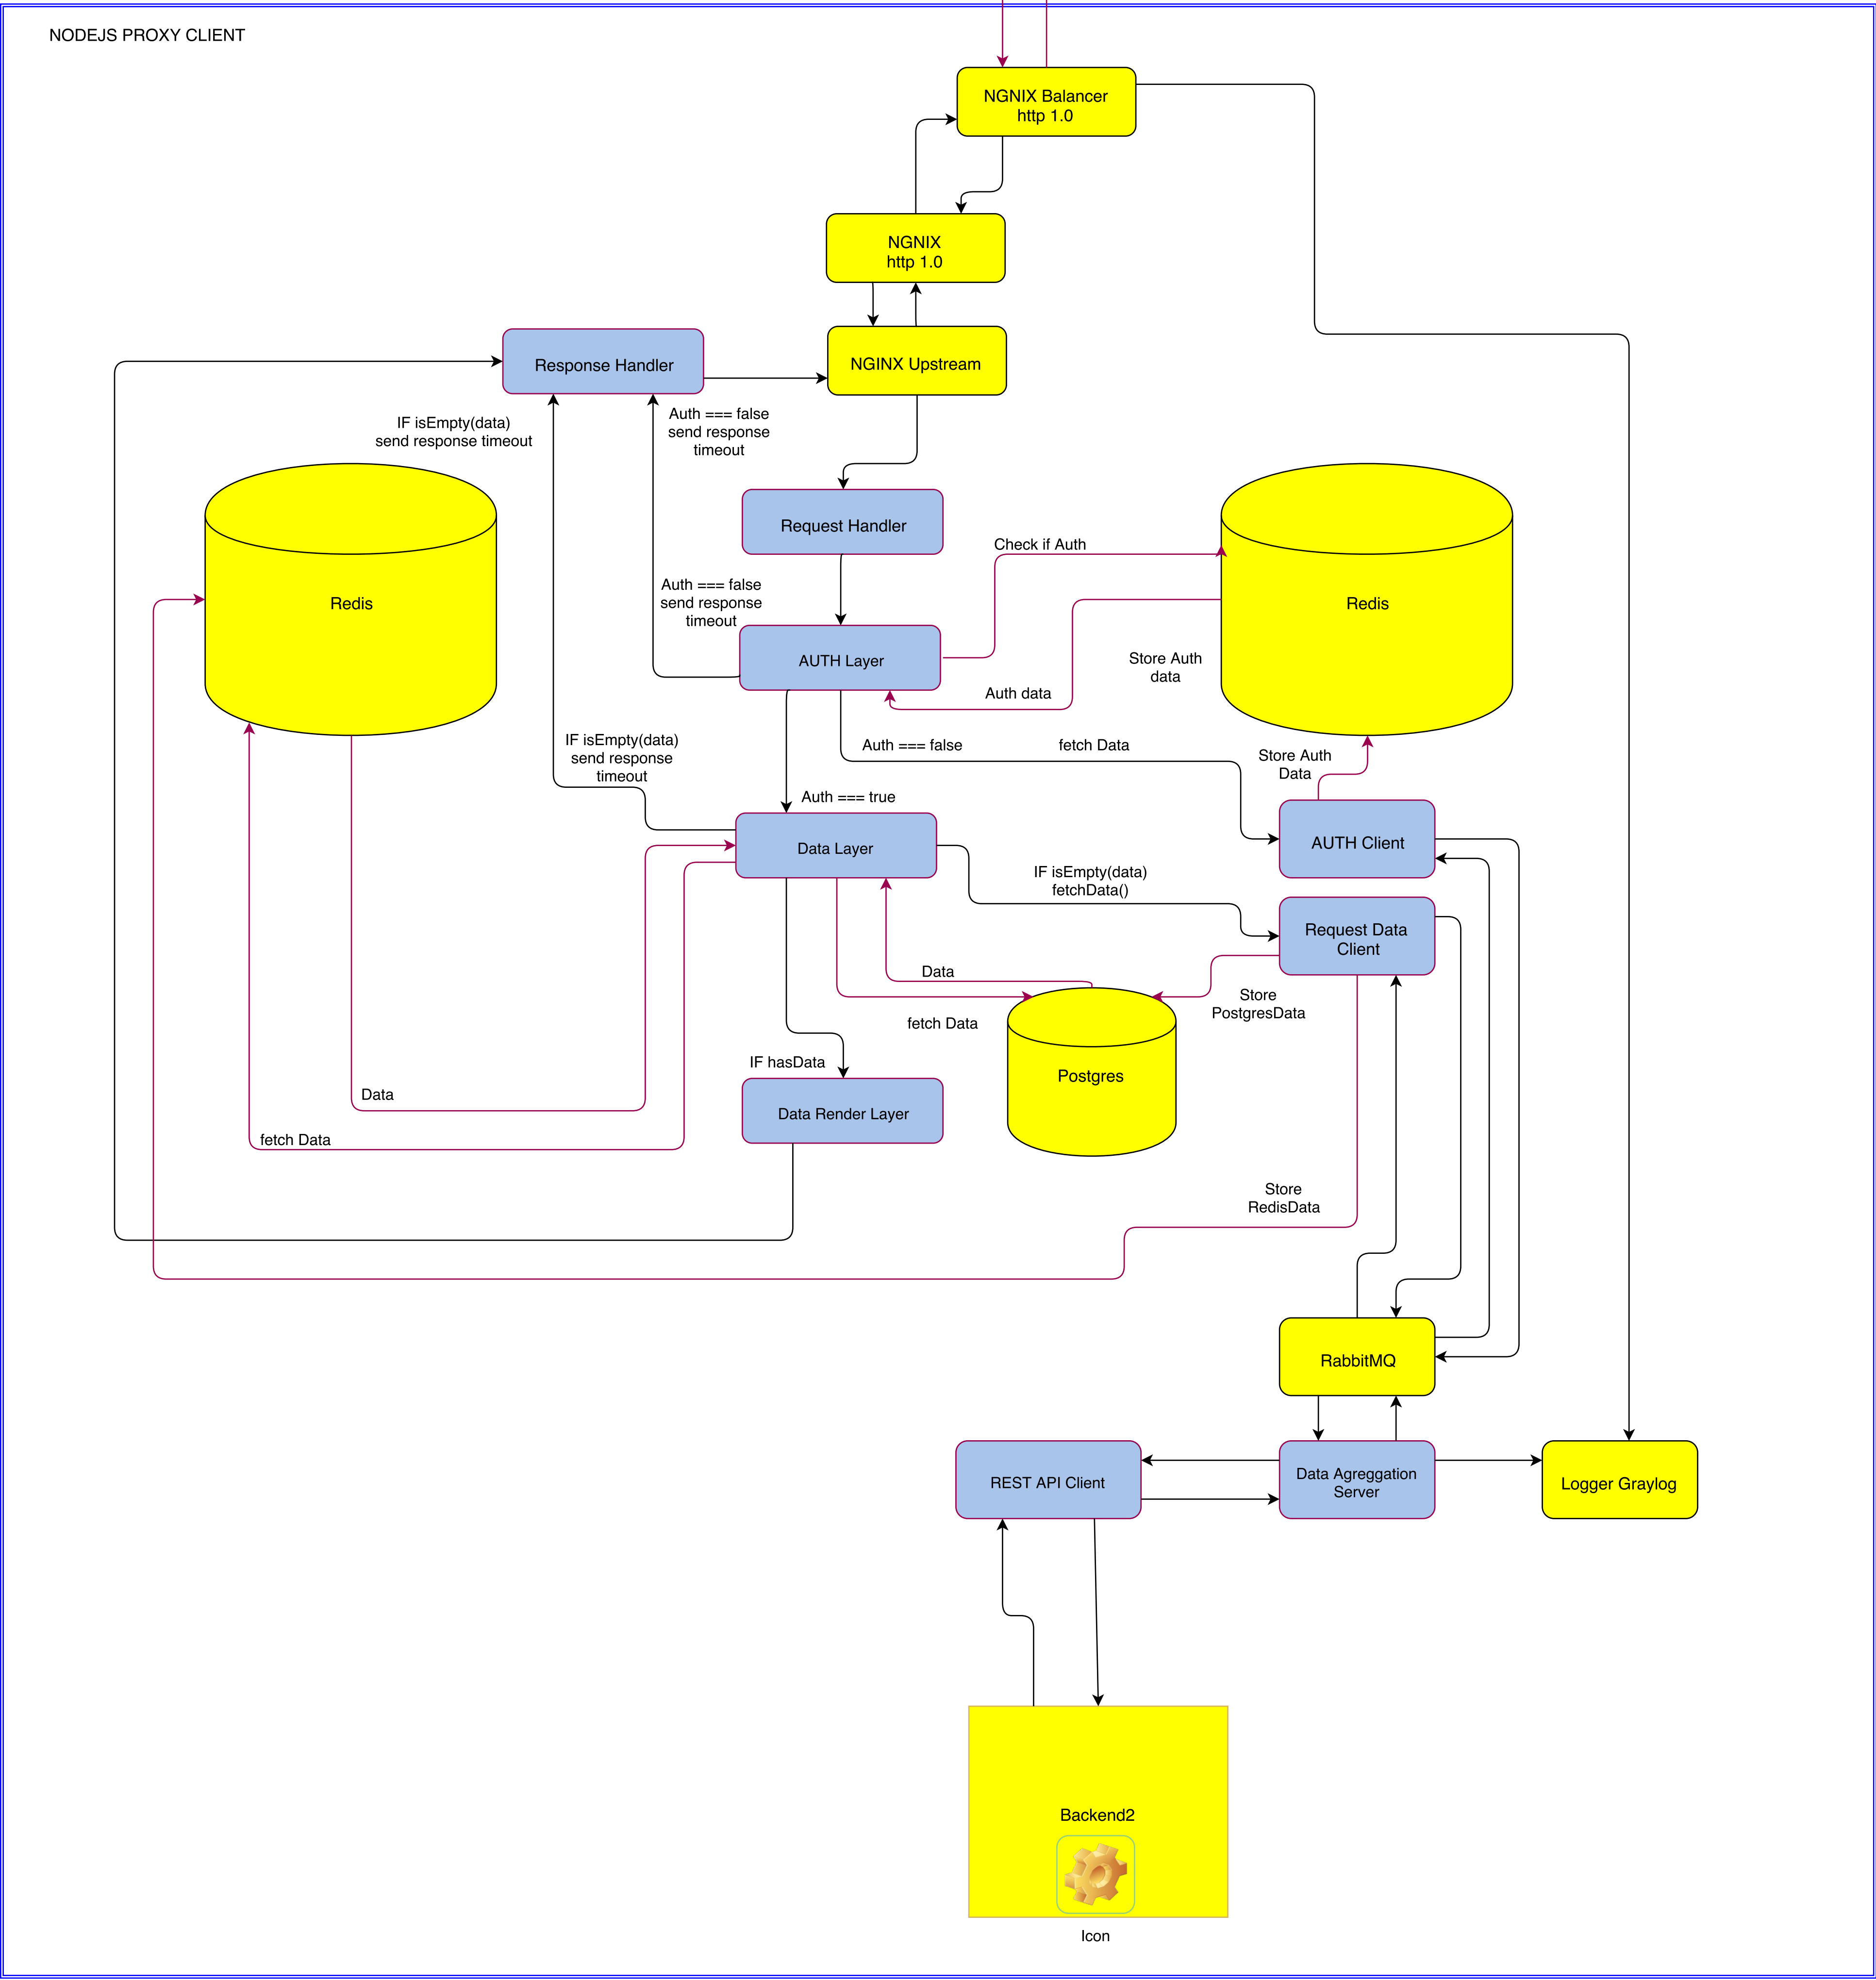 NODEJS PROXY CLIENT
NGNIX Balancer
http 1.0
NGNIX
http 1.0
Response Handler
NGINX Upstream
IF isEmpty(data)
send response timeout
Auth === false
send response
timeout
Request Handler
Check if Auth
Redis
Auth === false
send response
timeout
Redis
AUTH Layer
Store Auth
data
Auth data
IF isEmpty(data)
send response
timeout
Auth === false
fetch Data
Store Auth
Data
Auth === true
Data Layer
AUTH Client
IF isEmpty(data)
fetchData()
Request Data
Client
Data
Store
PostgresData
fetch Data
IF hasData
Postgres
Data
Data Render Layer
fetch Data
Store
RedisData
RabbitMQ
REST API Client
Data Agreggation
Server
Logger Graylog
Backend2
Icon